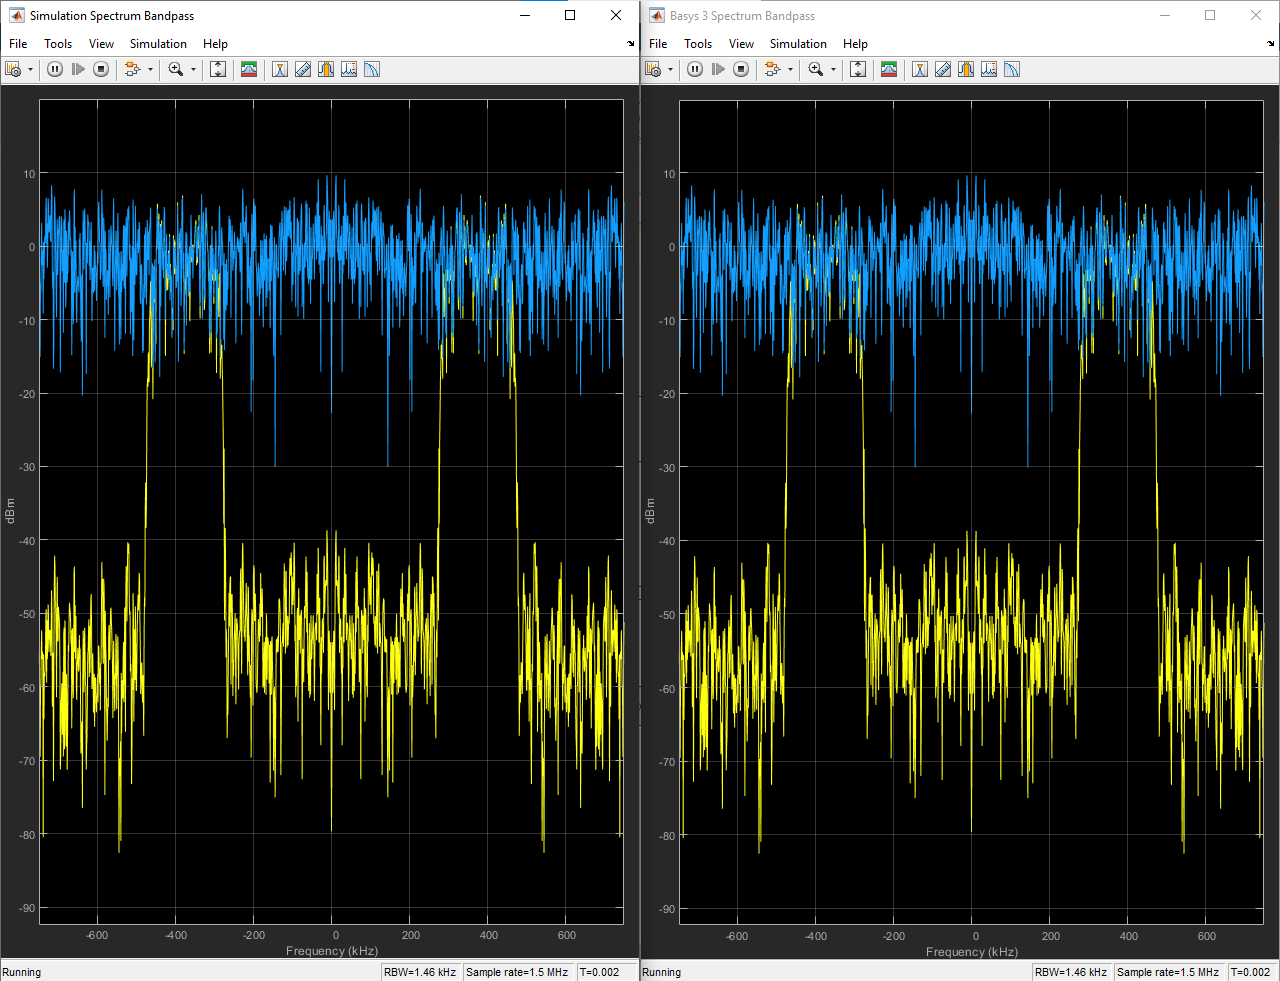 Simulation Spectrum Bandpass
File Tools View Simulation Help
10
0
-10
-20
-30
-40
-50
-60
-70
-80
-90
dBm
-600 -400 -200 0 200 400 600
Frequency (kHz)
Running RBW=1.46 kHz Sample rate=1.5 MHz T=0.002
Basys 3 Spectrum Bandpass
File Tools View Simulation Help
10
0
-10
-20
-30
-40
-50
-60
-70
-80
-90
dBm
-600 -400 -200 0 200 400 600
Frequency (kHz)
Running RBW=1.46 kHz Sample rate=1.5 MHz T=0.002